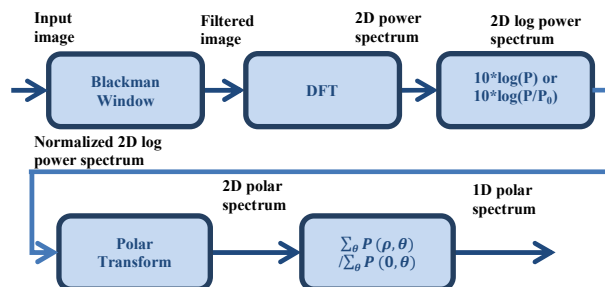 Input image
Filtered image
2D power spectrum
2D log power spectrum
Blackman Window
DFT
10*log(P) or
10*log(P/P₀)
Normalized 2D log power spectrum
2D polar spectrum
1D polar spectrum
Polar Transform
∑θ P (ρ, θ)
/∑θ P (0, θ)